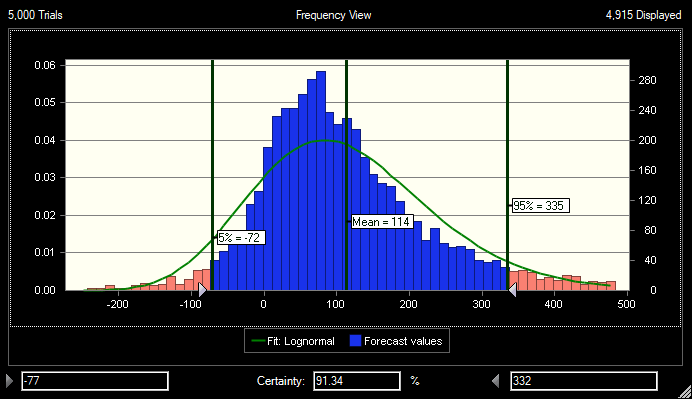 5,000 Trials Frequency View 4,915 Displayed
0.06
0.05
0.04
0.03
0.02
0.01
0.00
280
240
200
160
120
80
40
0
5% = -72
Mean = 114
95% = 335
-200 -100 0 100 200 300 400 500
Fit: Lognormal Forecast values
-77 Certainty: 91.34 % 332